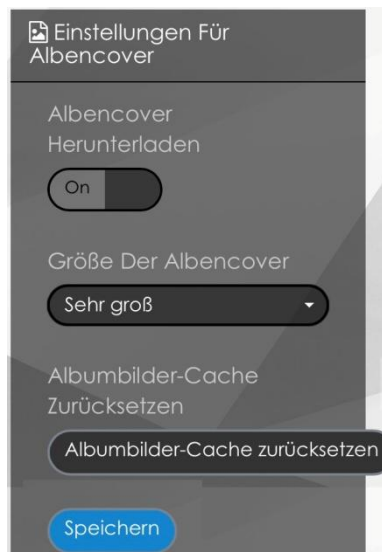 Einstellungen Für
Albencover
Albencover
Herunterladen
On
Größe Der Albencover
Sehr groß
Albumbilder-Cache
Zurücksetzen
Albumbilder-Cache zurücksetzen
Speichern